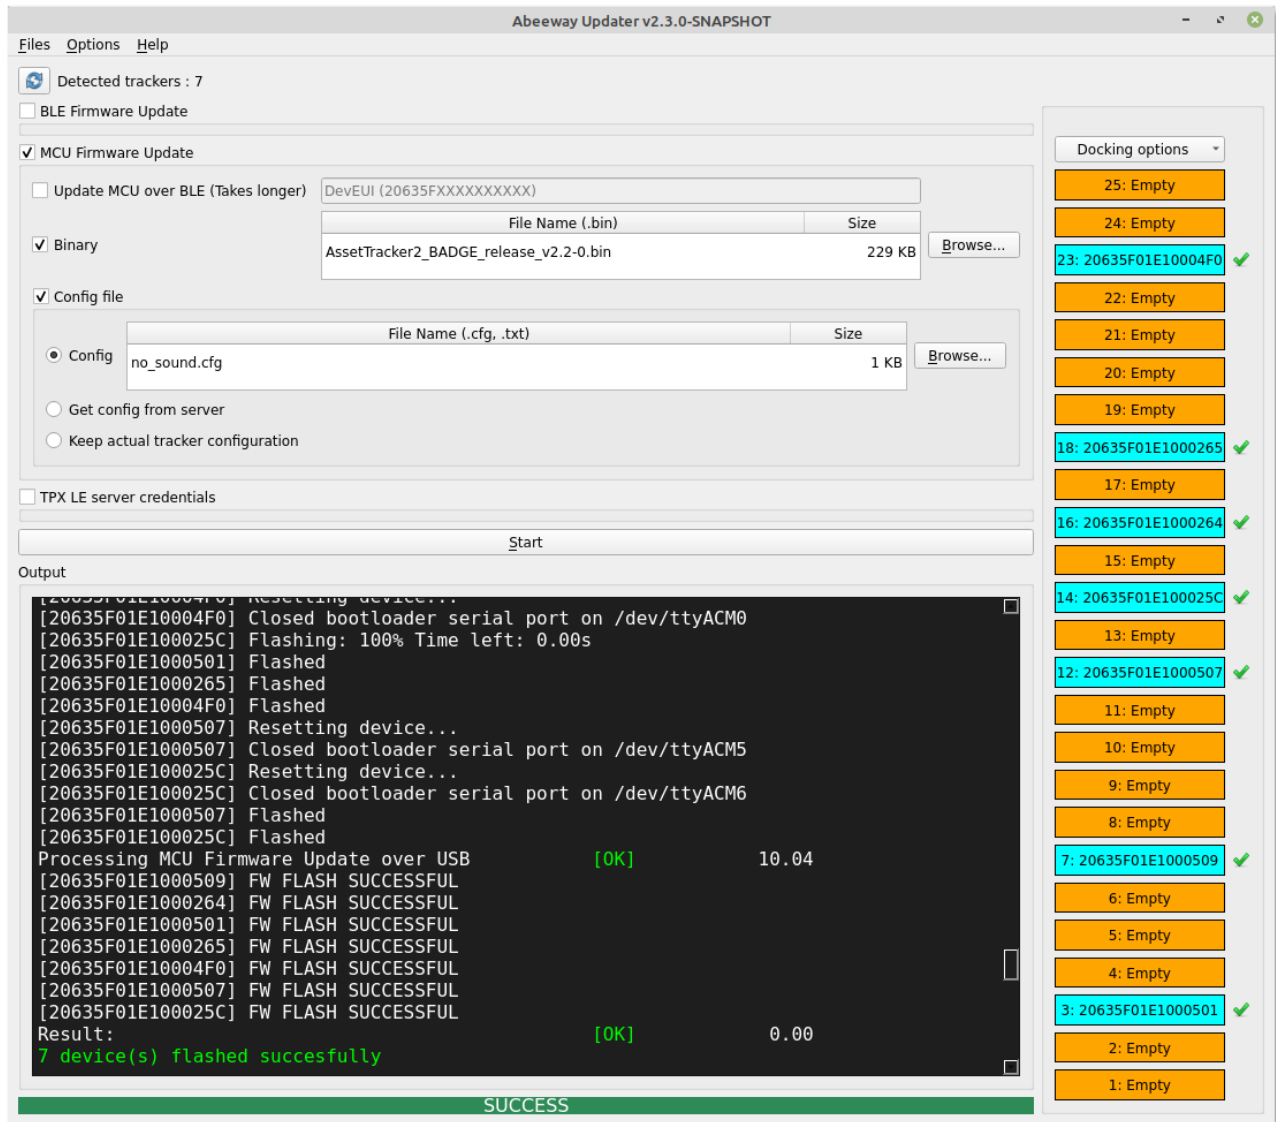 Abeeway Updater v2.3.0-SNAPSHOT
Files Options Help
Detected trackers : 7
BLE Firmware Update
MCU Firmware Update
Update MCU over BLE (Takes longer) DevEUI (20635FXXXXXXXXXX)
File Name (.bin) Size
Binary AssetTracker2_BADGE_release_v2.2-0.bin 229 KB Browse...
Config file
File Name (.cfg, .txt) Size
Config no_sound.cfg 1 KB Browse...
Get config from server
Keep actual tracker configuration
TPX LE server credentials
Start
Output
[20635F01E10004F0] Resetting device...
[20635F01E10004F0] Closed bootloader serial port on /dev/ttyACM0
[20635F01E100025C] Flashing: 100% Time left: 0.00s
[20635F01E1000501] Flashed
[20635F01E1000265] Flashed
[20635F01E10004F0] Flashed
[20635F01E1000507] Resetting device...
[20635F01E1000507] Closed bootloader serial port on /dev/ttyACM5
[20635F01E100025C] Resetting device...
[20635F01E100025C] Closed bootloader serial port on /dev/ttyACM6
[20635F01E1000507] Flashed
[20635F01E100025C] Flashed
Processing MCU Firmware Update over USB [OK] 10.04
[20635F01E1000509] FW FLASH SUCCESSFUL
[20635F01E1000264] FW FLASH SUCCESSFUL
[20635F01E1000501] FW FLASH SUCCESSFUL
[20635F01E1000265] FW FLASH SUCCESSFUL
[20635F01E10004F0] FW FLASH SUCCESSFUL
[20635F01E1000507] FW FLASH SUCCESSFUL
[20635F01E100025C] FW FLASH SUCCESSFUL
Result: [OK] 0.00
7 device(s) flashed succesfully
SUCCESS
Docking options
25: Empty
24: Empty
23: 20635F01E10004F0
22: Empty
21: Empty
20: Empty
19: Empty
18: 20635F01E1000265
17: Empty
16: 20635F01E1000264
15: Empty
14: 20635F01E100025C
13: Empty
12: 20635F01E1000507
11: Empty
10: Empty
9: Empty
8: Empty
7: 20635F01E1000509
6: Empty
5: Empty
4: Empty
3: 20635F01E1000501
2: Empty
1: Empty